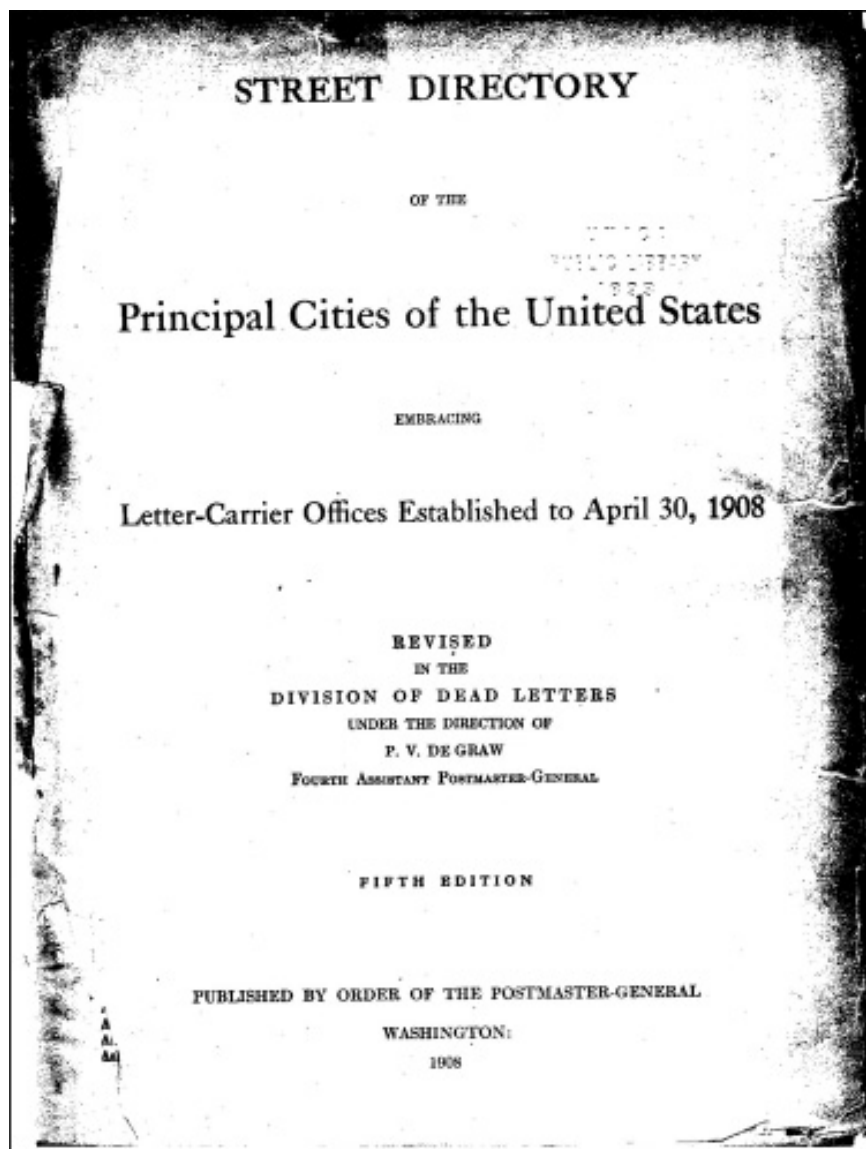 STREET DIRECTORY
OF THE
PUBLIC LIBRARY
Principal Cities of the United States
EMBRACING
Letter-Carrier Offices Established to April 30, 1908
REVISED
IN THE
DIVISION OF DEAD LETTERS
UNDER THE DIRECTION OF
P. V. DE GRAW
FOURTH ASSISTANT POSTMASTER-GENERAL
FIFTH EDITION
PUBLISHED BY ORDER OF THE POSTMASTER-GENERAL
WASHINGTON:
1908